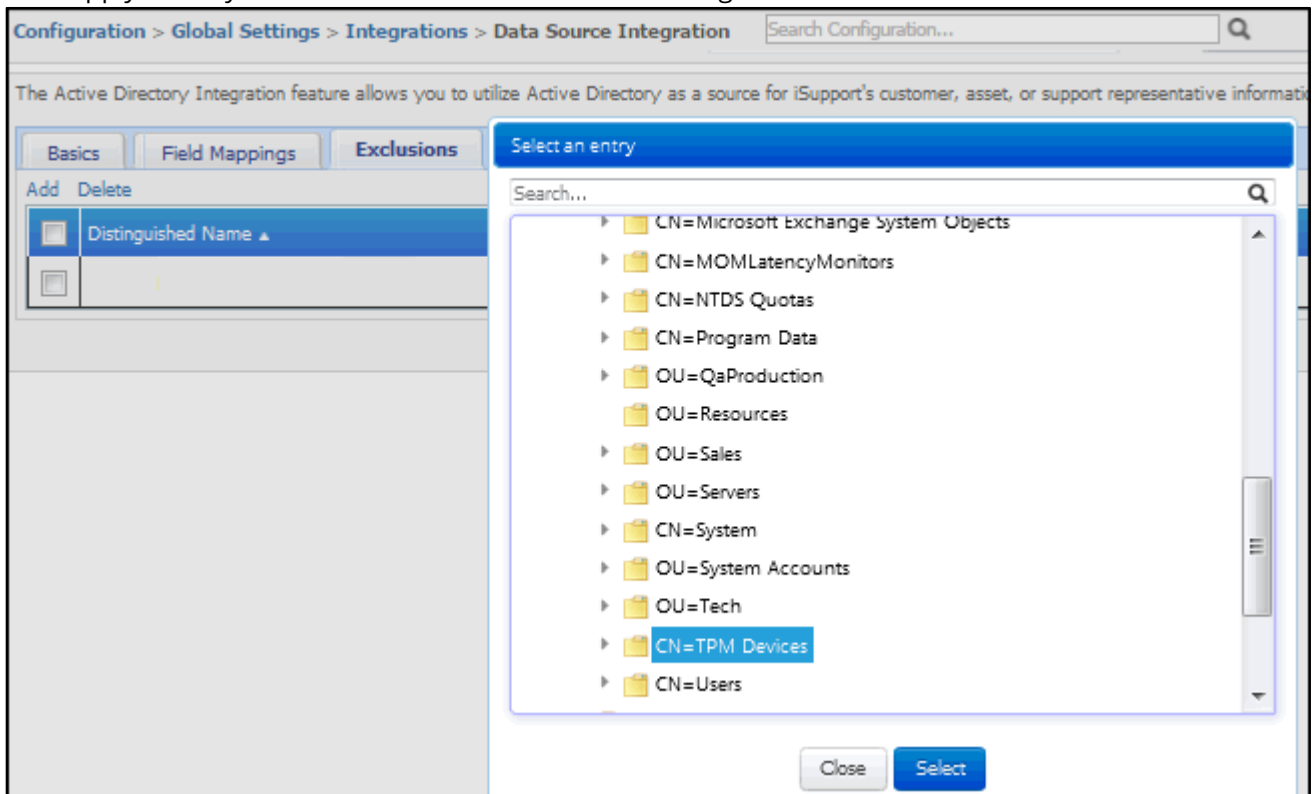 Configuration > Global Settings > Integrations > Data Source Integration Search Configuration...
The Active Directory Integration feature allows you to utilize Active Directory as a source for iSupport's customer, asset, or support representative
Basics Field Mappings Exclusions
Add Delete
Distinguished Name
Select an entry
Search...
CN=Microsoft Exchange System Objects
CN=MOMLatencyMonitors
CN=NTDS Quotas
CN=Program Data
OU=QaProduction
OU=Resources
OU=Sales
OU=Servers
CN=System
OU=System Accounts
OU=Tech
CN=TPM Devices
CN=Users
Close Select